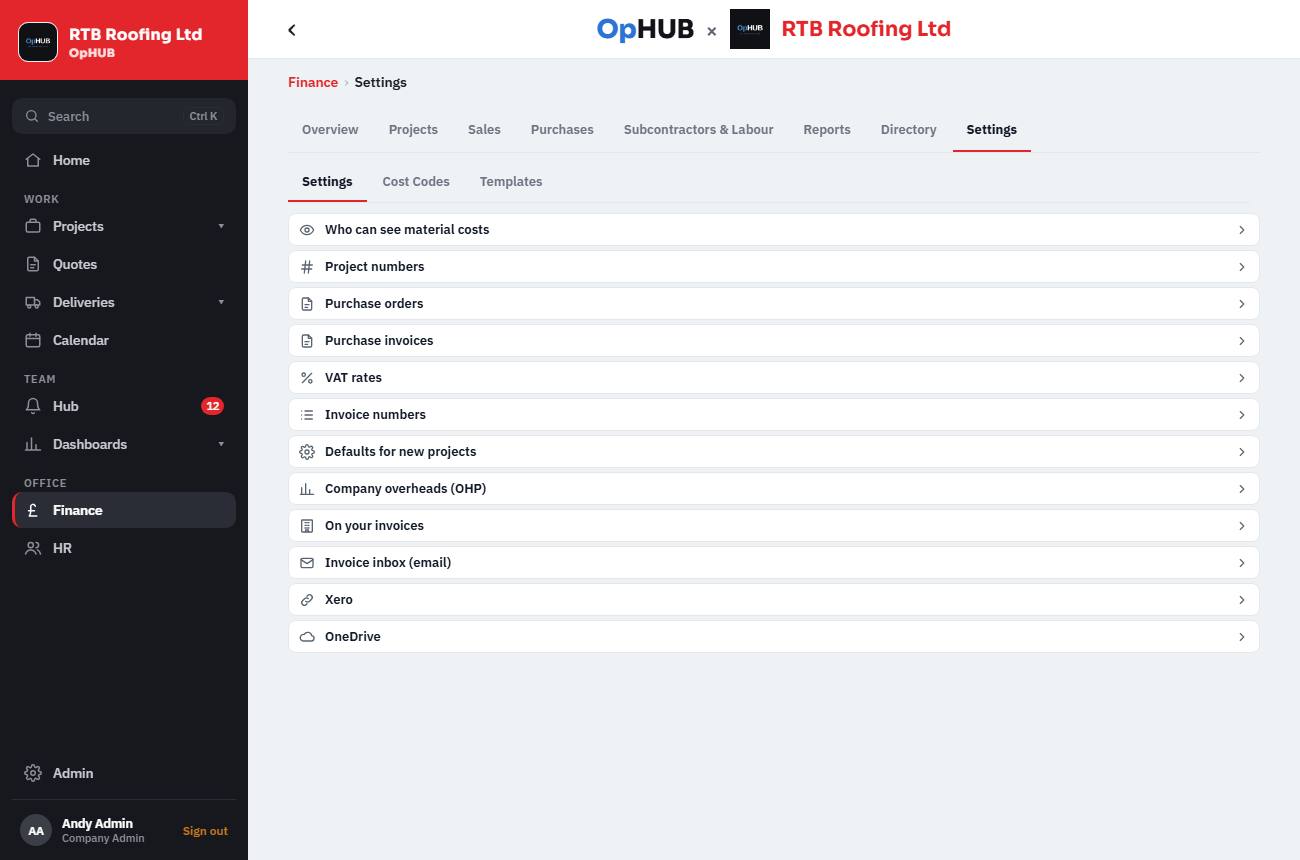 RTB Roofing Ltd
OpHUB
OpHUB
Search
Ctrl K
Home
WORK
Projects
Quotes
Deliveries
Calendar
TEAM
Hub
12
Dashboards
OFFICE
Finance
HR
Admin
AA
Andy Admin
Company Admin
Sign out
OpHUB × OpHUB RTB Roofing Ltd
Finance › Settings
Overview Projects Sales Purchases Subcontractors & Labour Reports Directory Settings
Settings Cost Codes Templates
Who can see material costs
Project numbers
Purchase orders
Purchase invoices
VAT rates
Invoice numbers
Defaults for new projects
Company overheads (OHP)
On your invoices
Invoice inbox (email)
Xero
OneDrive